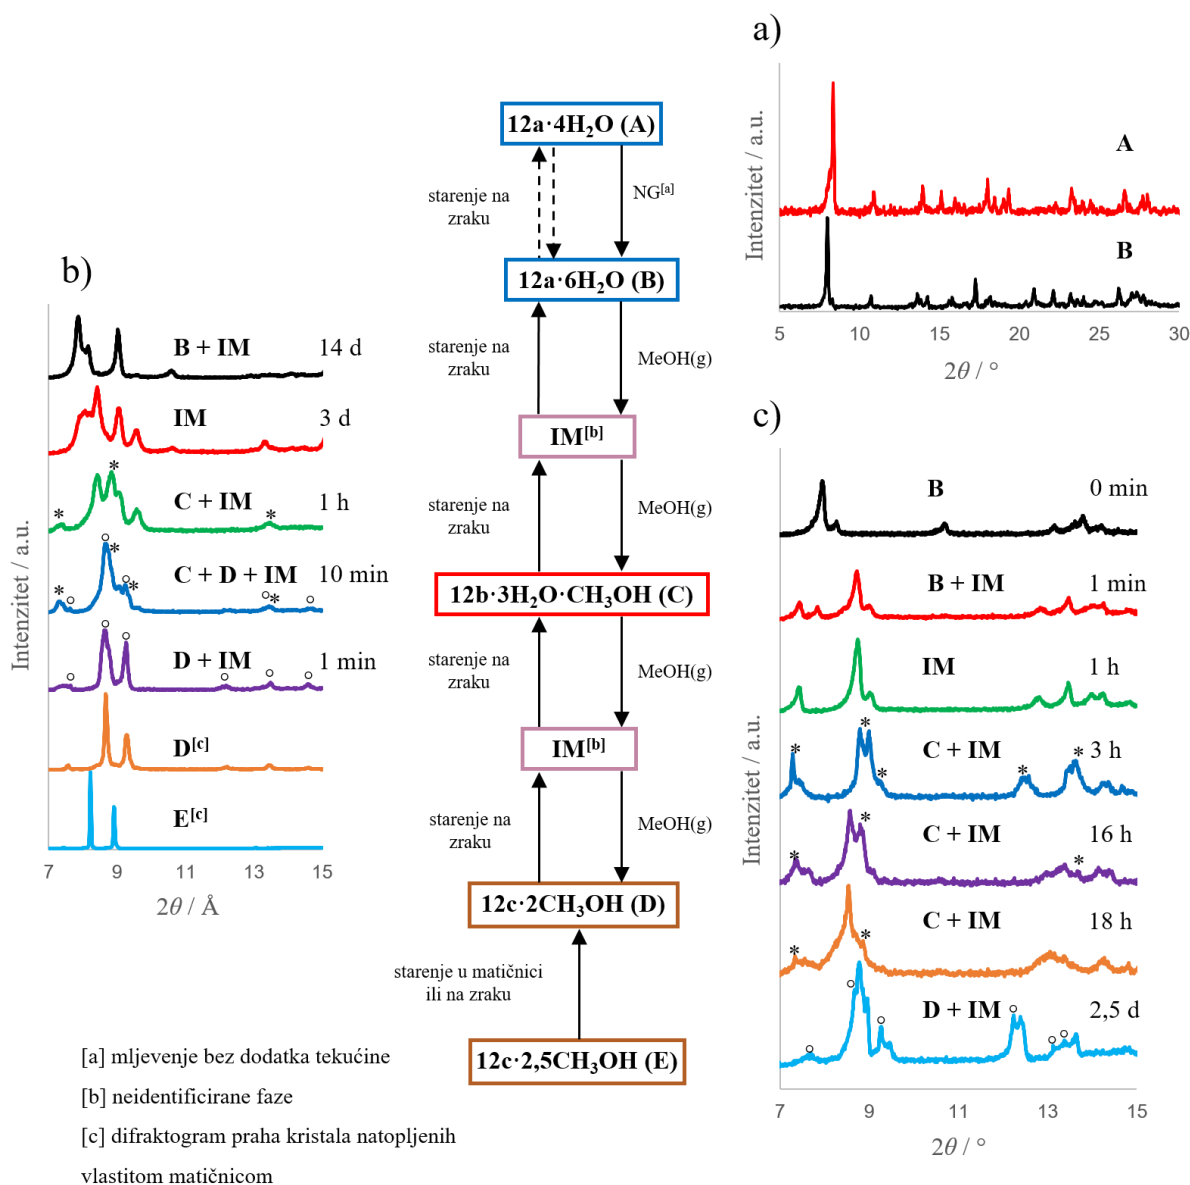 a)
Intenzitet / a.u.
A
B
5 10 15 20 25 30
2θ / °
12a·4H₂O (A)
starenje na
zraku
NG[a]
12a·6H₂O (B)
starenje na
zraku
MeOH(g)
IM[b]
starenje na
zraku
MeOH(g)
12b·3H₂O·CH₃OH (C)
starenje na
zraku
MeOH(g)
IM[b]
starenje na
zraku
MeOH(g)
12c·2CH₃OH (D)
starenje u matičnici
ili na zraku
12c·2,5CH₃OH (E)
b)
Intenzitet / a.u.
B + IM 14 d
IM 3 d
* C + IM * 1 h
*
* ° ° * ° * C + D + IM ° * 10 min °
° ° ° D + IM ° ° 1 min °
D[c]
E[c]
7 9 11 13 15
2θ / Å
c)
Intenzitet / a.u.
B 0 min
B + IM 1 min
IM 1 h
* * * C + IM * * 3 h
* * C + IM * 16 h
* * C + IM 18 h
° ° ° D + IM ° ° ° 2,5 d
7 9 11 13 15
2θ / °
[a] mljevenje bez dodatka tekućine
[b] neidentificirane faze
[c] difraktogram praha kristala natopljenih
vlastitom matičnicom